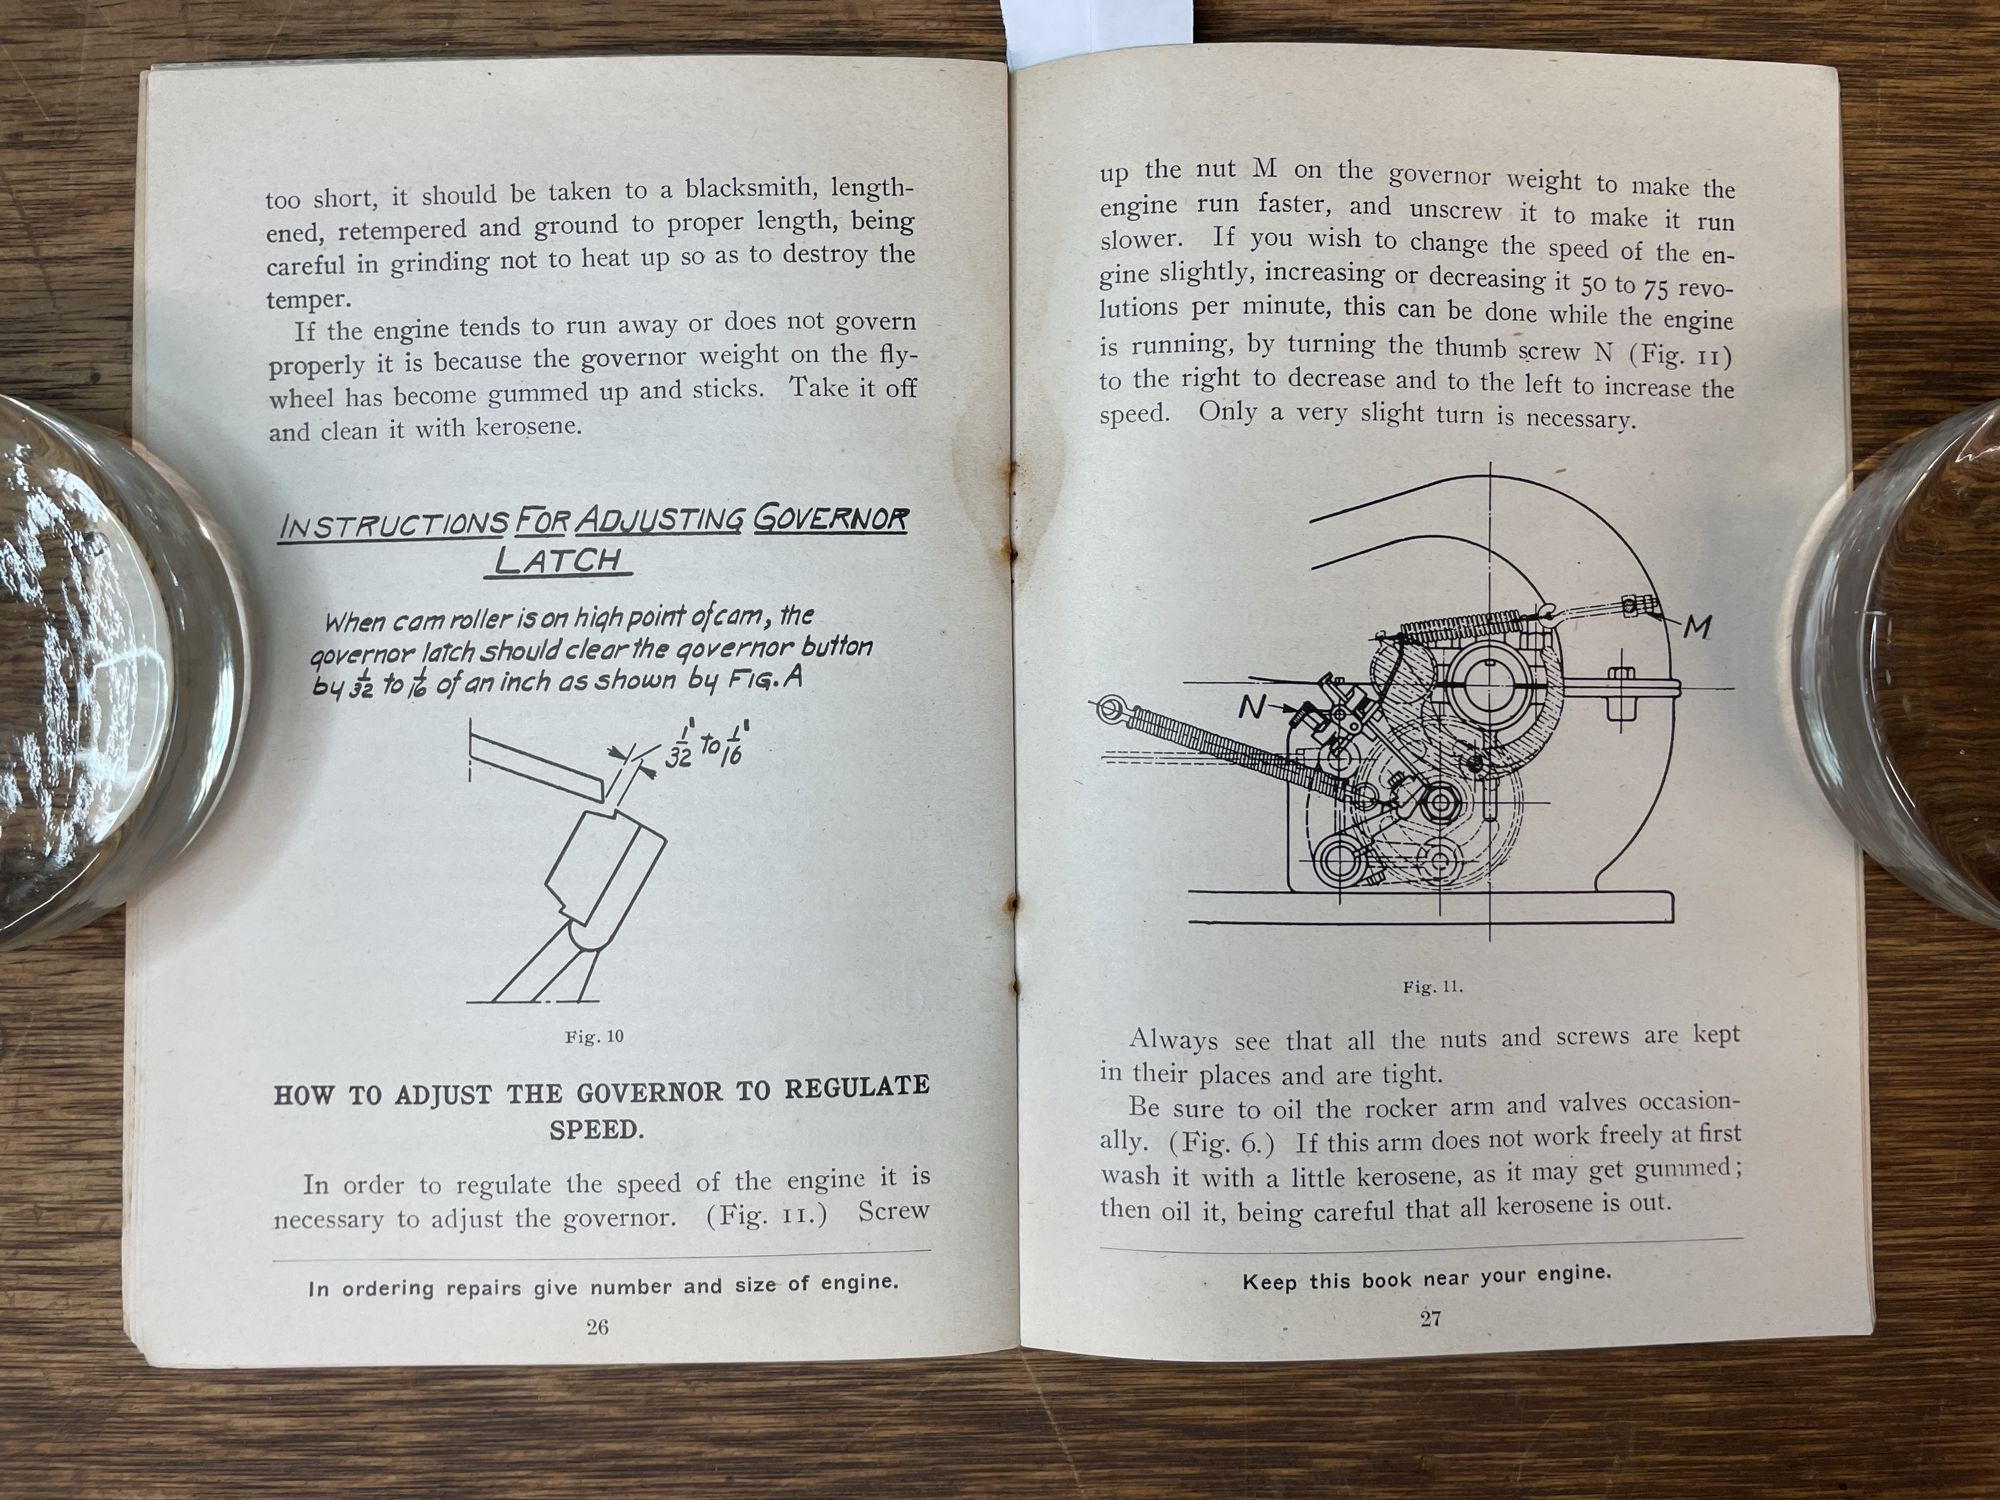 too short, it should be taken to a blacksmith, length-
ened, retempered and ground to proper length, being
careful in grinding not to heat up so as to destroy the
temper.
If the engine tends to run away or does not govern
properly it is because the governor weight on the fly-
wheel has become gummed up and sticks. Take it off
and clean it with kerosene.
INSTRUCTIONS FOR ADJUSTING GOVERNOR
LATCH
When cam roller is on high point of cam, the
governor latch should clear the governor button
by 1/32 to 1/16 of an inch as shown by FIG. A
1/32" to 1/16"
Fig. 10
HOW TO ADJUST THE GOVERNOR TO REGULATE
SPEED.
In order to regulate the speed of the engine it is
necessary to adjust the governor. (Fig. 11.) Screw
In ordering repairs give number and size of engine.
26
up the nut M on the governor weight to make the
engine run faster, and unscrew it to make it run
slower. If you wish to change the speed of the en-
gine slightly, increasing or decreasing it 50 to 75 revo-
lutions per minute, this can be done while the engine
is running, by turning the thumb screw N (Fig. 11)
to the right to decrease and to the left to increase the
speed. Only a very slight turn is necessary.
M
N
Fig. 11.
Always see that all the nuts and screws are kept
in their places and are tight.
Be sure to oil the rocker arm and valves occasion-
ally. (Fig. 6.) If this arm does not work freely at first
wash it with a little kerosene, as it may get gummed;
then oil it, being careful that all kerosene is out.
Keep this book near your engine.
27